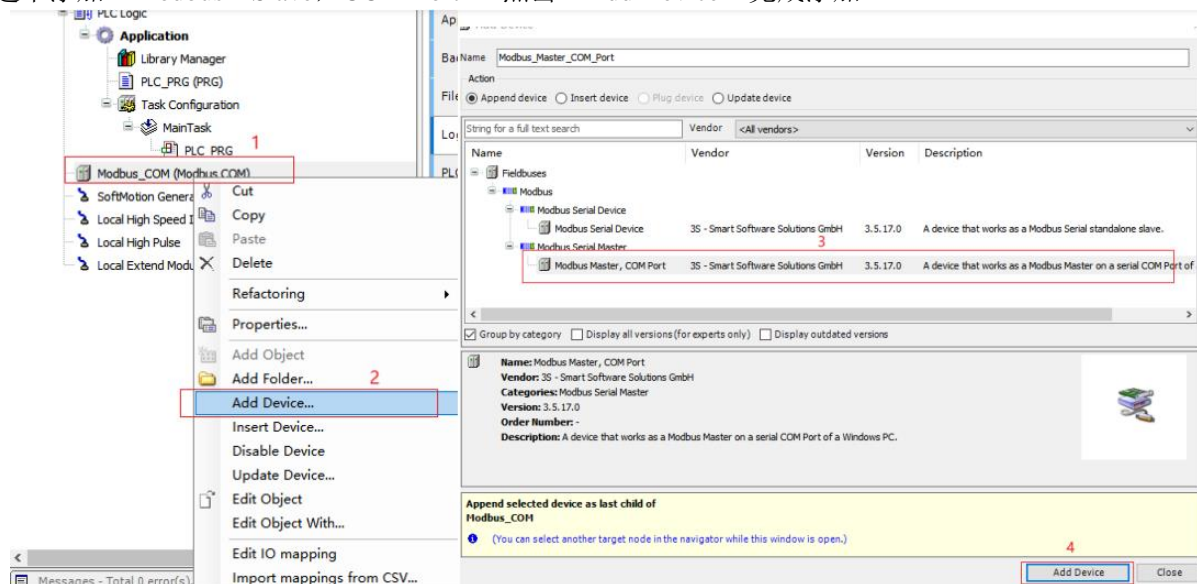 PLC Logic
Application
Library Manager
PLC_PRG (PRG)
Task Configuration
MainTask
PLC_PRG
1
Modbus_COM (Modbus COM)
SoftMotion Genera
Local High Speed I
Local High Pulse
Local Extend Modu
Cut
Copy
Paste
Delete
Refactoring
Properties...
Add Object
Add Folder...
2
Add Device...
Insert Device...
Disable Device
Update Device...
Edit Object
Edit Object With...
Edit IO mapping
Import mappings from CSV...
Messages - Total 0 error(s),
Ap
Ba
File
Lo
PL
Name Modbus_Master_COM_Port
Action
Append device Insert device Plug device Update device
String for a full text search Vendor <All vendors>
Name Vendor Version Description
Fieldbuses
Modbus
Modbus Serial Device
Modbus Serial Device 3S - Smart Software Solutions GmbH 3.5.17.0 A device that works as a Modbus Serial standalone slave.
Modbus Serial Master
3
Modbus Master, COM Port 3S - Smart Software Solutions GmbH 3.5.17.0 A device that works as a Modbus Master on a serial COM Port of
Group by category Display all versions (for experts only) Display outdated versions
Name: Modbus Master, COM Port
Vendor: 3S - Smart Software Solutions GmbH
Categories: Modbus Serial Master
Version: 3.5.17.0
Order Number: -
Description: A device that works as a Modbus Master on a serial COM Port of a Windows PC.
Append selected device as last child of
Modbus_COM
(You can select another target node in the navigator while this window is open.)
4
Add Device Close